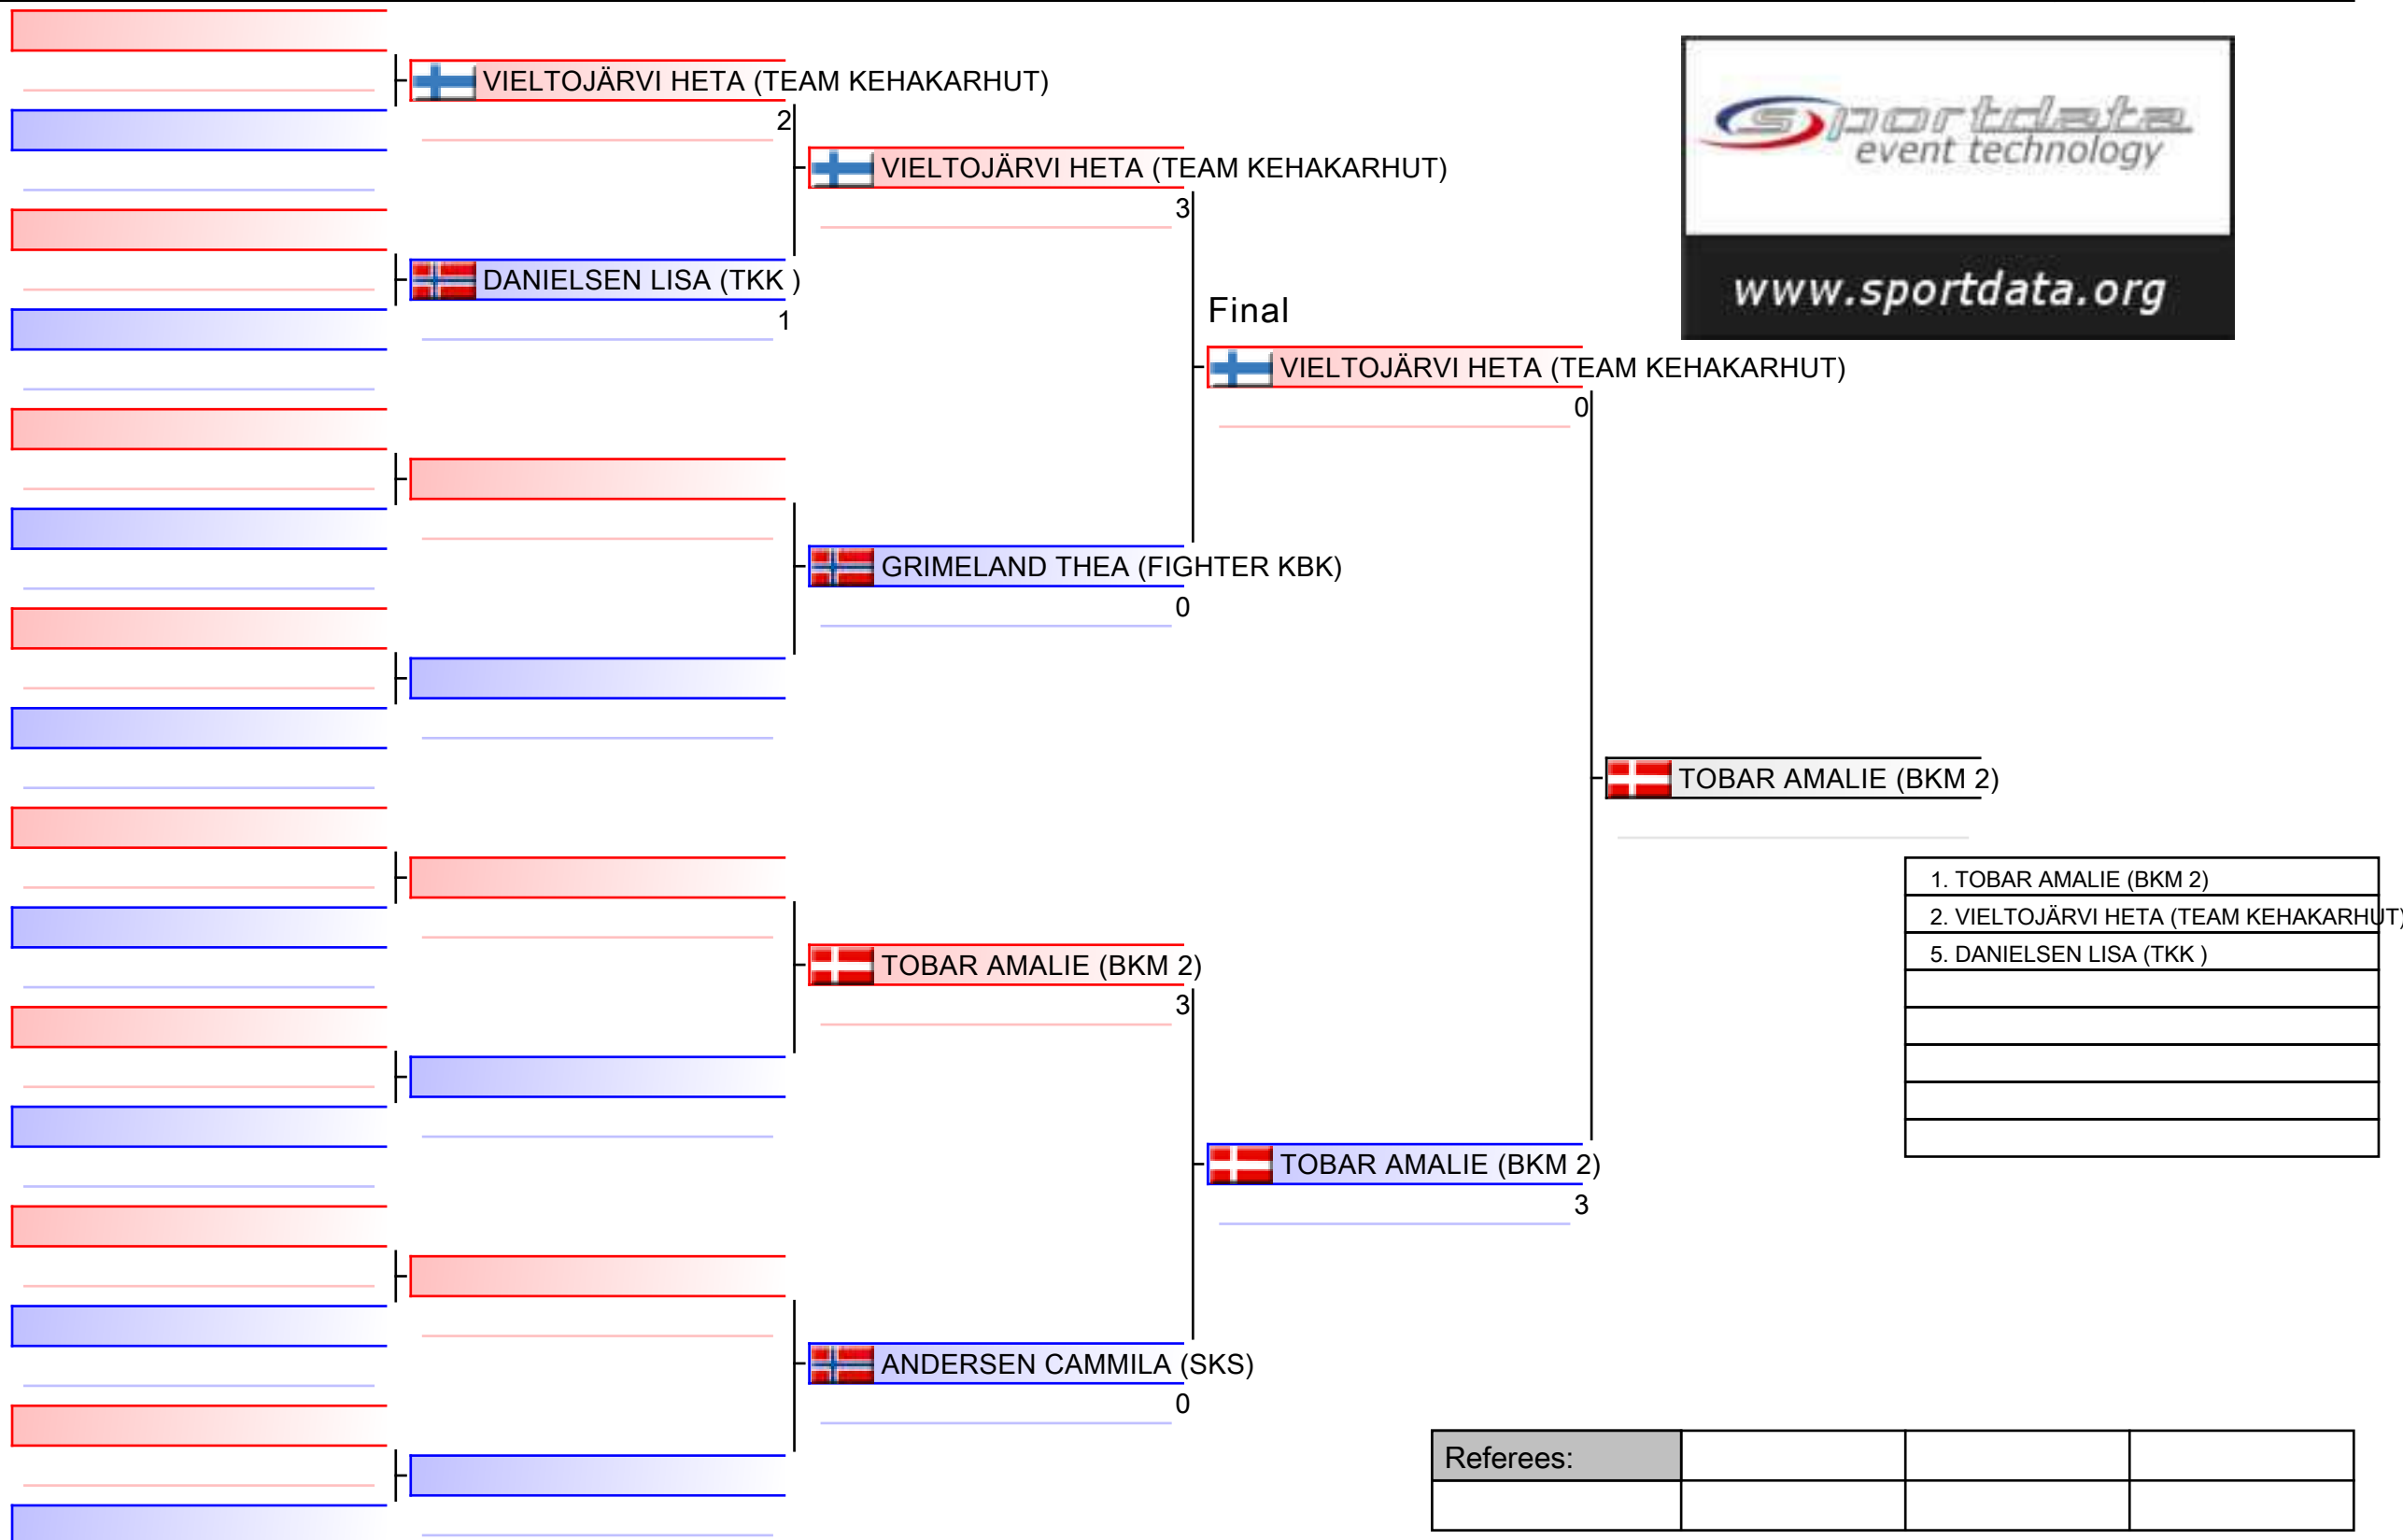 VIELTOJÄRVI HETA (TEAM KEHAKARHUT)
2
DANIELSEN LISA (TKK )
1
VIELTOJÄRVI HETA (TEAM KEHAKARHUT)
3
GRIMELAND THEA (FIGHTER KBK)
0
TOBAR AMALIE (BKM 2)
3
ANDERSEN CAMMILA (SKS)
0
Final
VIELTOJÄRVI HETA (TEAM KEHAKARHUT)
0
TOBAR AMALIE (BKM 2)
3
TOBAR AMALIE (BKM 2)
sportdata
event technology
www.sportdata.org
1. TOBAR AMALIE (BKM 2)
2. VIELTOJÄRVI HETA (TEAM KEHAKARHUT)
5. DANIELSEN LISA (TKK )
Referees: